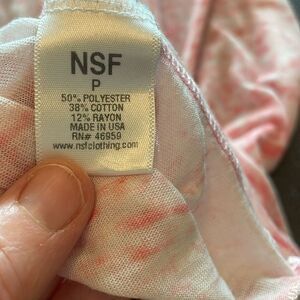 NSF
P
50% POLYESTER
38% COTTON
12% RAYON
MADE IN USA
RN# 46959
www.nsfclothing.com